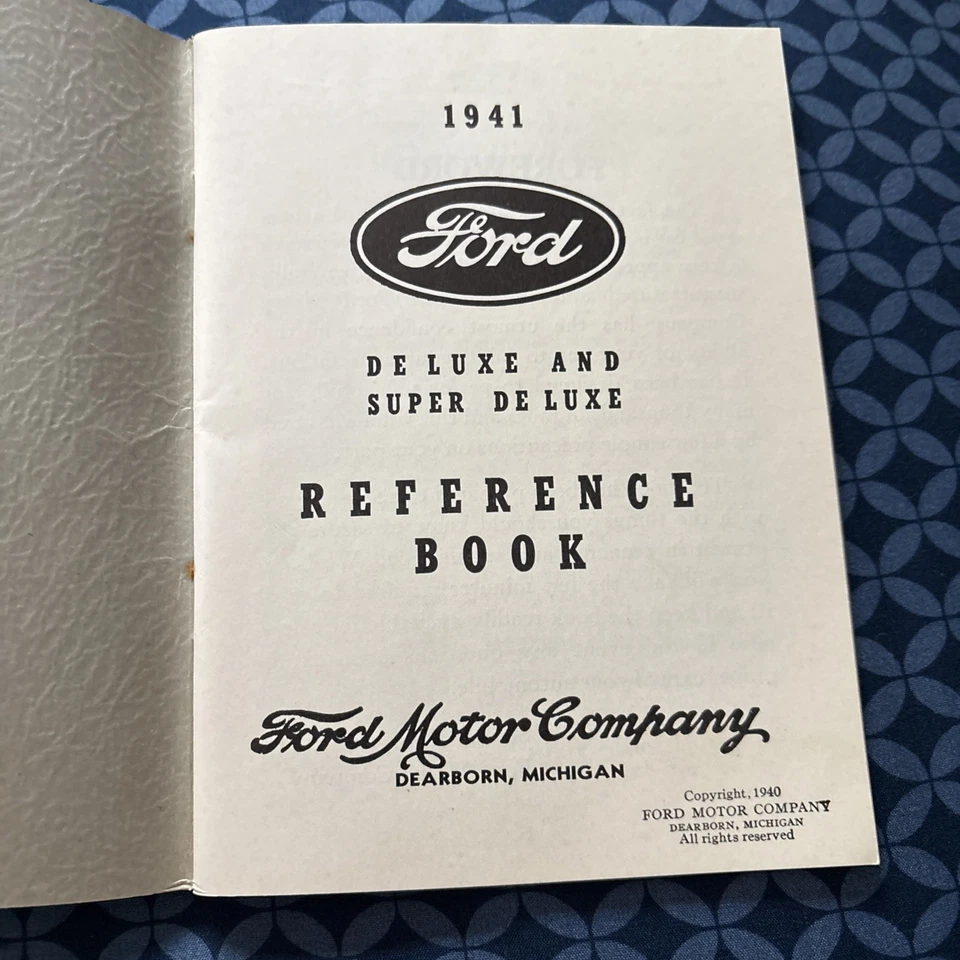 1941
Ford
DE LUXE AND
SUPER DE LUXE
REFERENCE
BOOK
Ford Motor Company
DEARBORN, MICHIGAN
Copyright, 1940
FORD MOTOR COMPANY
DEARBORN, MICHIGAN
All rights reserved